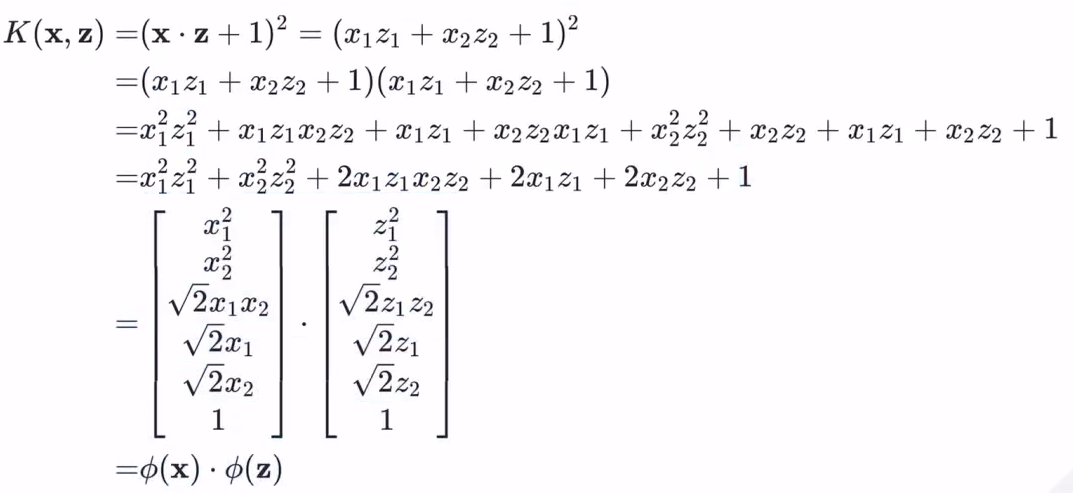 K(𝐱, 𝐳) =(𝐱 · 𝐳 + 1)² = (x₁z₁ + x₂z₂ + 1)²
=(x₁z₁ + x₂z₂ + 1)(x₁z₁ + x₂z₂ + 1)
=x₁²z₁² + x₁z₁x₂z₂ + x₁z₁ + x₂z₂x₁z₁ + x₂²z₂² + x₂z₂ + x₁z₁ + x₂z₂ + 1
=x₁²z₁² + x₂²z₂² + 2x₁z₁x₂z₂ + 2x₁z₁ + 2x₂z₂ + 1
= [x₁² x₂² √2x₁x₂ √2x₁ √2x₂ 1] · [z₁² z₂² √2z₁z₂ √2z₁ √2z₂ 1]
=ϕ(𝐱) · ϕ(𝐳)